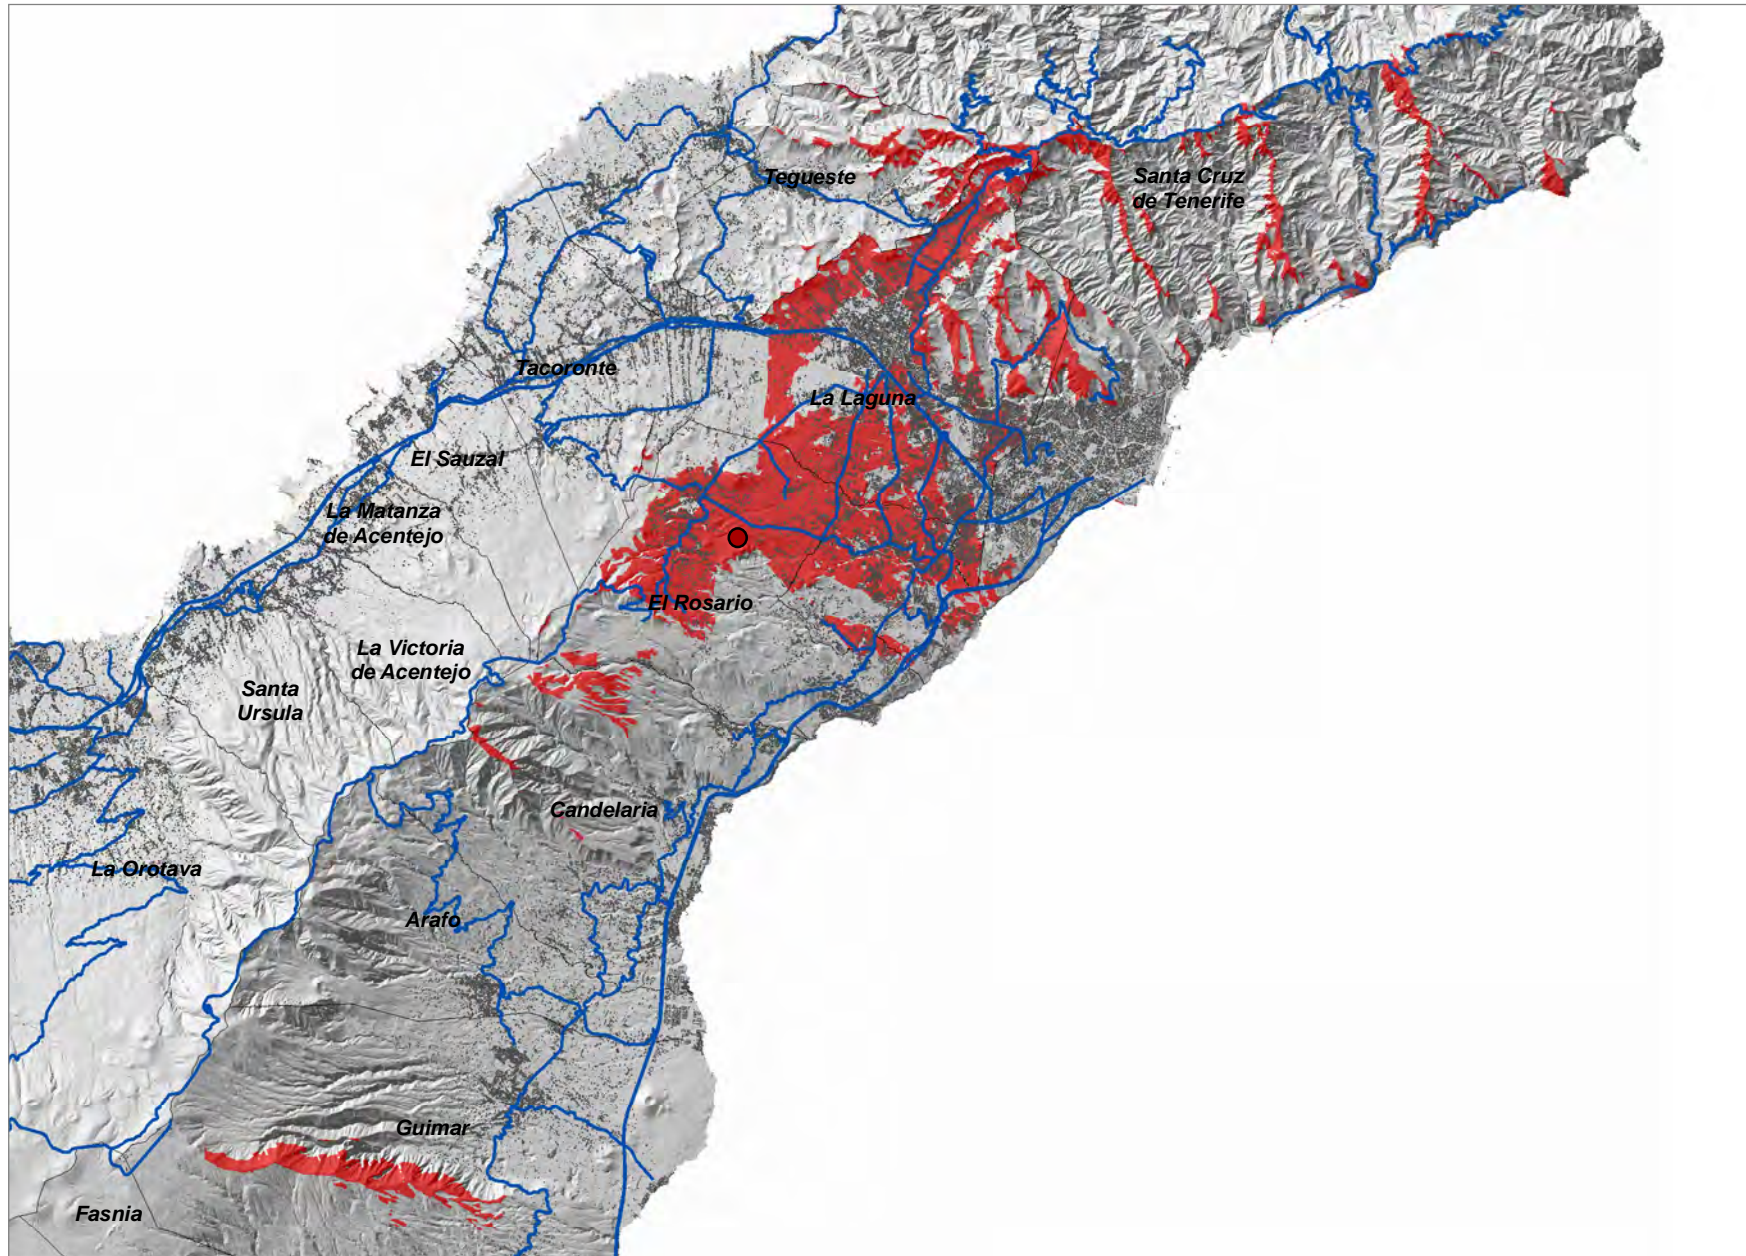 Tegueste
Santa Cruz
de Tenerife
Tacoronte
La Laguna
El Sauzal
La Matanza
de Acentejo
El Rosario
La Victoria
de Acentejo
Santa
Ursula
Candelaria
La Orotava
Arafo
Guimar
Fasnia